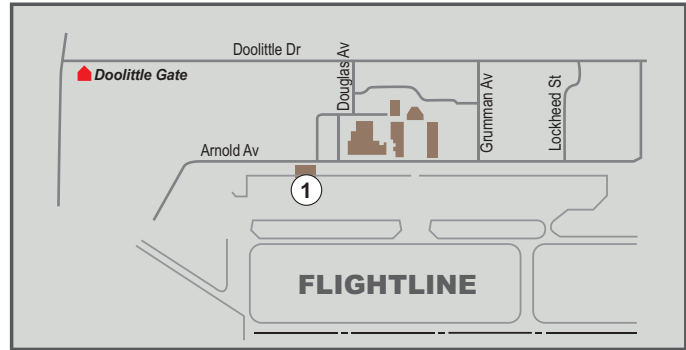 Doolittle Dr
Doolittle Gate
Douglas Av
Grumman Av
Lockheed St
Arnold Av
1
FLIGHTLINE